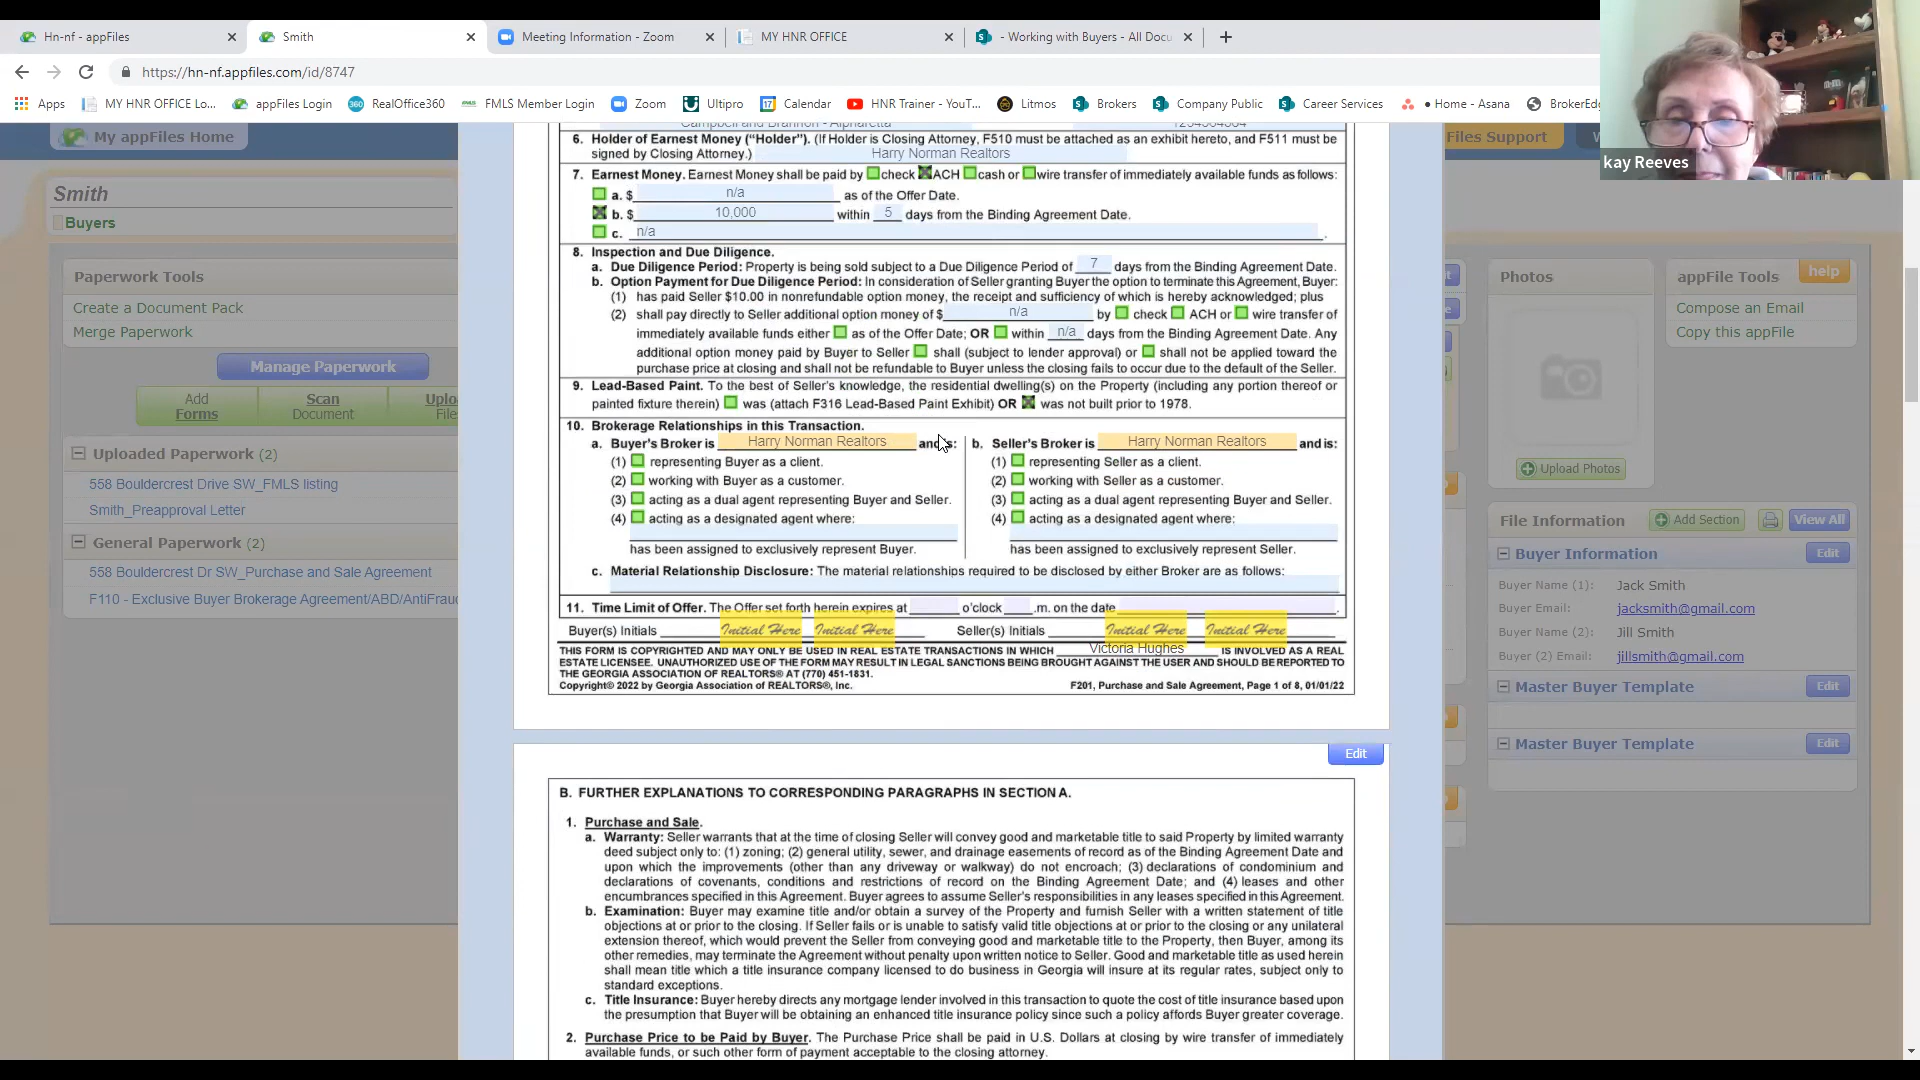 Hn-nf - appFiles
Smith
Meeting Information - Zoom
MY HNR OFFICE
- Working with Buyers - All Docu
https://hn-nf.appfiles.com/id/8747
Apps
MY HNR OFFICE Lo...
appFiles Login
360
RealOffice360
FMLS Member Login
Zoom
Ultipro
Calendar
HNR Trainer - YouT...
Litmos
Brokers
Company Public
Career Services
• Home - Asana
BrokerEdg
kay Reeves
My appFiles Home
Files Support
Smith
Buyers
Paperwork Tools
Create a Document Pack
Merge Paperwork
Manage Paperwork
Add Forms
Scan Document
Uploa
File
Uploaded Paperwork (2)
558 Bouldercrest Drive SW_FMLS listing
Smith_Preapproval Letter
General Paperwork (2)
558 Bouldercrest Dr SW_Purchase and Sale Agreement
F110 - Exclusive Buyer Brokerage Agreement/ABD/AntiFrauc
Campbell and Brannon - Alpharetta
6. Holder of Earnest Money (“Holder”). (If Holder is Closing Attorney, F510 must be attached as an exhibit hereto, and F511 must be
signed by Closing Attorney.) Harry Norman Realtors
7. Earnest Money. Earnest Money shall be paid by check ACH cash or wire transfer of immediately available funds as follows:
a. $ n/a as of the Offer Date.
b. $ 10,000 within 5 days from the Binding Agreement Date.
c. n/a .
8. Inspection and Due Diligence.
a. Due Diligence Period: Property is being sold subject to a Due Diligence Period of 7 days from the Binding Agreement Date.
b. Option Payment for Due Diligence Period: In consideration of Seller granting Buyer the option to terminate this Agreement, Buyer:
(1) has paid Seller $10.00 in nonrefundable option money, the receipt and sufficiency of which is hereby acknowledged; plus
(2) shall pay directly to Seller additional option money of $ n/a by check ACH or wire transfer of
immediately available funds either as of the Offer Date; OR within n/a days from the Binding Agreement Date. Any
additional option money paid by Buyer to Seller shall (subject to lender approval) or shall not be applied toward the
purchase price at closing and shall not be refundable to Buyer unless the closing fails to occur due to the default of the Seller.
9. Lead-Based Paint. To the best of Seller's knowledge, the residential dwelling(s) on the Property (including any portion thereof or
painted fixture therein) was (attach F316 Lead-Based Paint Exhibit) OR was not built prior to 1978.
10. Brokerage Relationships in this Transaction.
a. Buyer's Broker is Harry Norman Realtors and is:
(1) representing Buyer as a client.
(2) working with Buyer as a customer.
(3) acting as a dual agent representing Buyer and Seller.
(4) acting as a designated agent where:
has been assigned to exclusively represent Buyer.
b. Seller's Broker is Harry Norman Realtors and is:
(1) representing Seller as a client.
(2) working with Seller as a customer.
(3) acting as a dual agent representing Buyer and Seller.
(4) acting as a designated agent where:
has been assigned to exclusively represent Seller.
c. Material Relationship Disclosure: The material relationships required to be disclosed by either Broker are as follows:
11. Time Limit of Offer. The Offer set forth herein expires at o'clock .m. on the date .
Buyer(s) Initials Initial Here Initial Here Seller(s) Initials Initial Here Initial Here
THIS FORM IS COPYRIGHTED AND MAY ONLY BE USED IN REAL ESTATE TRANSACTIONS IN WHICH Victoria Hughes IS INVOLVED AS A REAL
ESTATE LICENSEE. UNAUTHORIZED USE OF THE FORM MAY RESULT IN LEGAL SANCTIONS BEING BROUGHT AGAINST THE USER AND SHOULD BE REPORTED TO
THE GEORGIA ASSOCIATION OF REALTORS® AT (770) 451-1831.
Copyright© 2022 by Georgia Association of REALTORS®, Inc. F201, Purchase and Sale Agreement, Page 1 of 8, 01/01/22
Edit
B. FURTHER EXPLANATIONS TO CORRESPONDING PARAGRAPHS IN SECTION A.
1. Purchase and Sale.
a. Warranty: Seller warrants that at the time of closing Seller will convey good and marketable title to said Property by limited warranty
deed subject only to: (1) zoning; (2) general utility, sewer, and drainage easements of record as of the Binding Agreement Date and
upon which the improvements (other than any driveway or walkway) do not encroach; (3) declarations of condominium and
declarations of covenants, conditions and restrictions of record on the Binding Agreement Date; and (4) leases and other
encumbrances specified in this Agreement. Buyer agrees to assume Seller's responsibilities in any leases specified in this Agreement.
b. Examination: Buyer may examine title and/or obtain a survey of the Property and furnish Seller with a written statement of title
objections at or prior to the closing. If Seller fails or is unable to satisfy valid title objections at or prior to the closing or any unilateral
extension thereof, which would prevent the Seller from conveying good and marketable title to the Property, then Buyer, among its
other remedies, may terminate the Agreement without penalty upon written notice to Seller. Good and marketable title as used herein
shall mean title which a title insurance company licensed to do business in Georgia will insure at its regular rates, subject only to
standard exceptions.
c. Title Insurance: Buyer hereby directs any mortgage lender involved in this transaction to quote the cost of title insurance based upon
the presumption that Buyer will be obtaining an enhanced title insurance policy since such a policy affords Buyer greater coverage.
2. Purchase Price to be Paid by Buyer. The Purchase Price shall be paid in U.S. Dollars at closing by wire transfer of immediately
available funds, or such other form of payment acceptable to the closing attorney.
Photos
Upload Photos
appFile Tools
help
Compose an Email
Copy this appFile
File Information
Add Section
View All
Buyer Information
Edit
Buyer Name (1): Jack Smith
Buyer Email: jacksmith@gmail.com
Buyer Name (2): Jill Smith
Buyer (2) Email: jillsmith@gmail.com
Master Buyer Template
Edit
Master Buyer Template
Edit